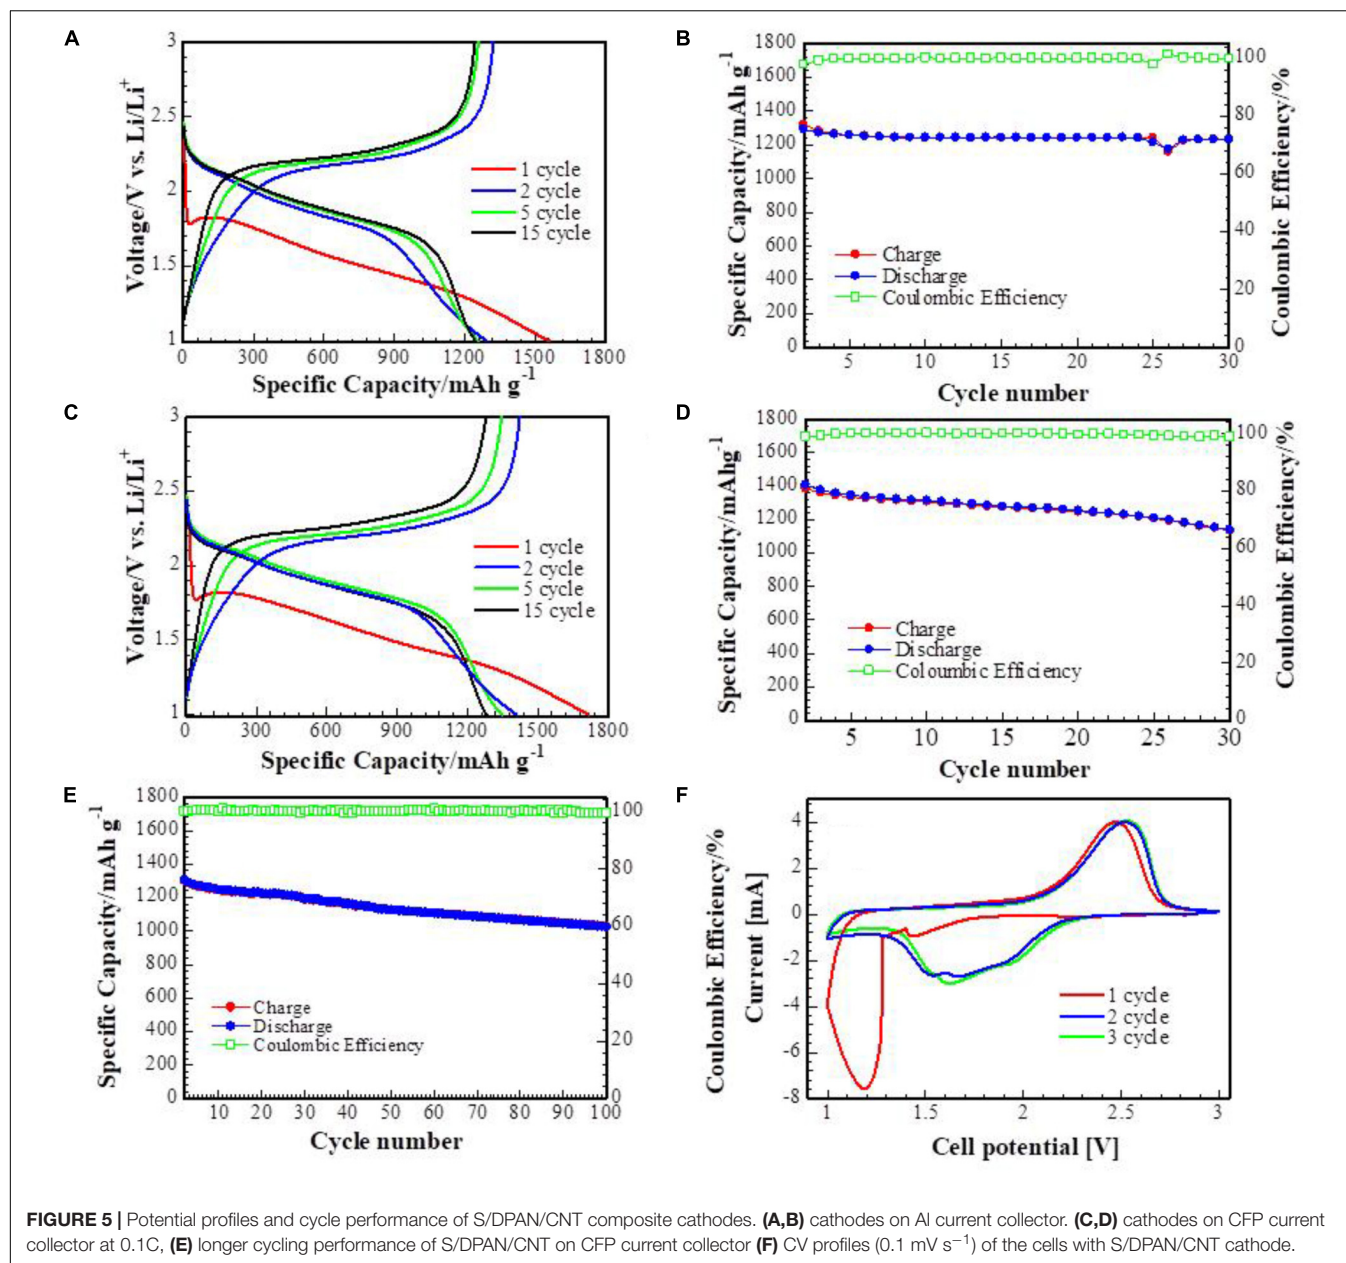 A
3
2.5
2
1.5
1
Voltage/V vs. Li/Li+
1 cycle
2 cycle
5 cycle
15 cycle
0 300 600 900 1200 1500 1800
Specific Capacity/mAh g-1
B
1800
1600
1400
1200
1000
800
600
400
200
0
Specific Capacity/mAh g-1
Charge
Discharge
Coulombic Efficiency
100
80
60
40
20
0
Coulombic Efficiency/%
5 10 15 20 25 30
Cycle number
C
3
2.5
2
1.5
1
Voltage/V vs. Li/Li+
1 cycle
2 cycle
5 cycle
15 cycle
0 300 600 900 1200 1500 1800
Specific Capacity/mAh g-1
D
1800
1600
1400
1200
1000
800
600
400
200
0
Specific Capacity/mAhg-1
Charge
Discharge
Coloumbic Efficiency
100
80
60
40
20
0
Coulombic Efficiency/%
5 10 15 20 25 30
Cycle number
E
1800
1600
1400
1200
1000
800
600
400
200
0
Specific Capacity/mAh g-1
Charge
Discharge
Coulombic Efficiency
100
80
60
40
20
0
Coulombic Efficiency/%
10 20 30 40 50 60 70 80 90 100
Cycle number
F
4
2
0
-2
-4
-6
-8
Current [mA]
1 cycle
2 cycle
3 cycle
1 1.5 2 2.5 3
Cell potential [V]
FIGURE 5 | Potential profiles and cycle performance of S/DPAN/CNT composite cathodes. (A,B) cathodes on Al current collector. (C,D) cathodes on CFP current
collector at 0.1C, (E) longer cycling performance of S/DPAN/CNT on CFP current collector (F) CV profiles (0.1 mV s−1) of the cells with S/DPAN/CNT cathode.